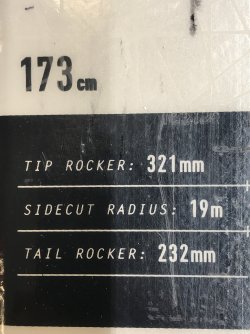 173cm
TIP ROCKER: 321mm
SIDECUT RADIUS: 19m
TAIL ROCKER: 232mm